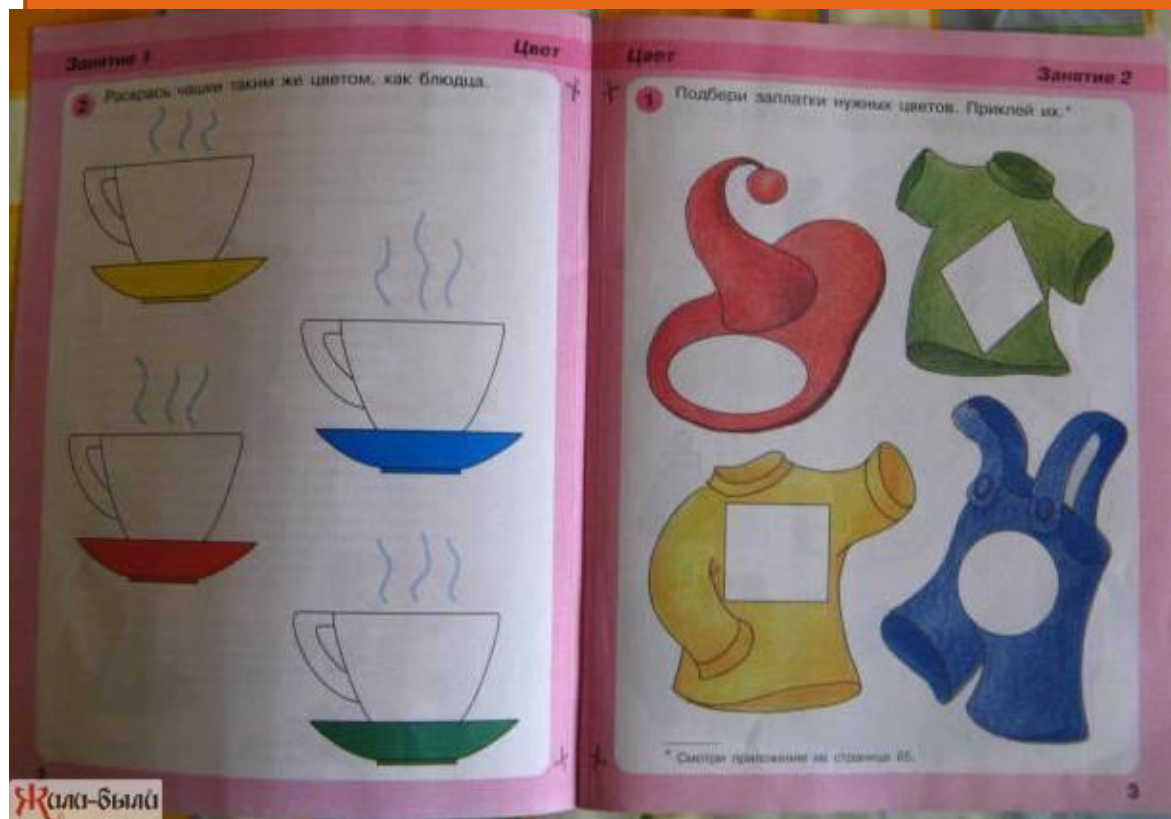 Занятие 1
Цвет
2
Раскрась чашки таким же цветом, как блюдца.
Цвет
Занятие 2
1
Подбери заплатки нужных цветов. Приклей их.*
* Смотри приложение на странице 65.
3
Жили-были